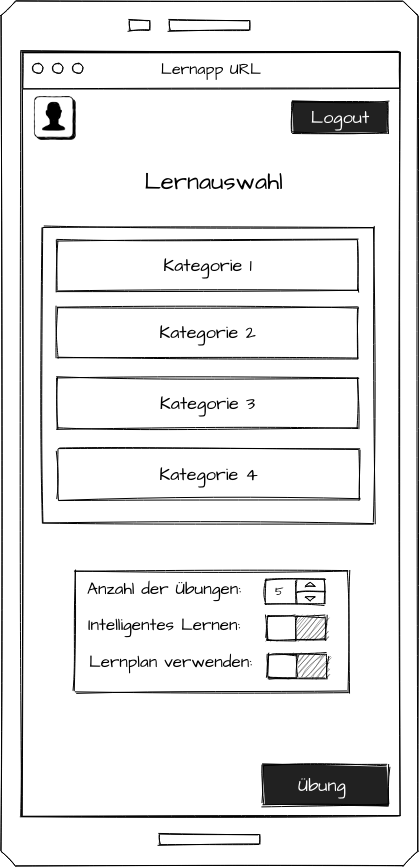 Lernapp URL
Logout
Lernauswahl
Kategorie 1
Kategorie 2
Kategorie 3
Kategorie 4
Anzahl der Übungen: 5
Intelligentes Lernen:
Lernplan verwenden:
Übung